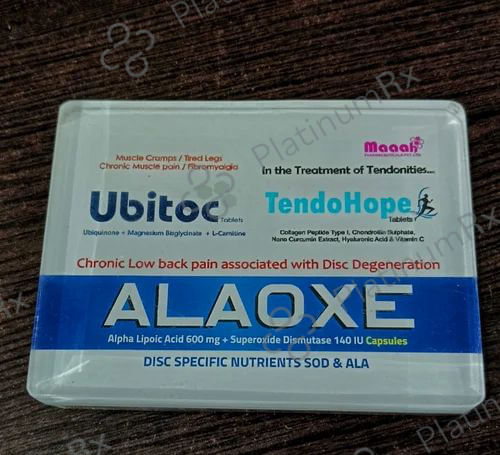 PlatinumRx
Maaah
PHARMACEUTICALS PVT. LTD.
Muscle Cramps / Tired Legs
Chronic Muscle pain / Fibromyalgia
Ubitoc Tablets
Ubiquinone + Magnesium Bisglycinate + L-Carnitine
in the Treatment of Tendonities...
TendoHope
Tablets
Collagen Peptide Type I, Chondroitin Sulphate,
Nano Curcumin Extract, Hyaluronic Acid & Vitamin C
Chronic Low back pain associated with Disc Degeneration
ALAOXE
Alpha Lipoic Acid 600 mg + Superoxide Dismutase 140 IU Capsules
DISC SPECIFIC NUTRIENTS SOD & ALA